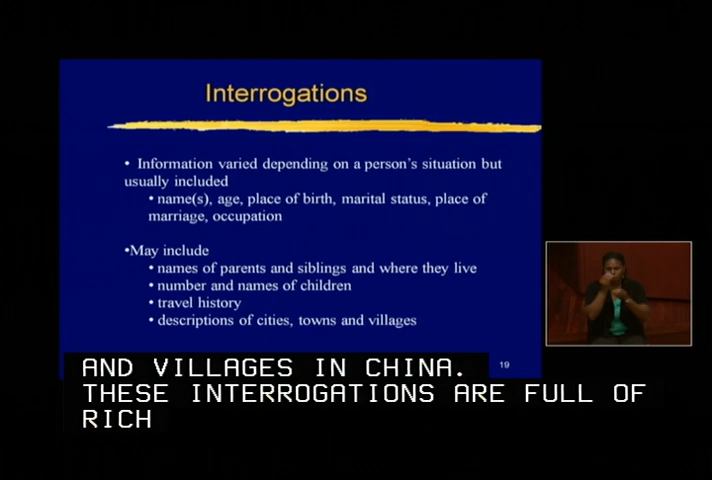 Interrogations
• Information varied depending on a person's situation but
usually included
• name(s), age, place of birth, marital status, place of
marriage, occupation
•May include
• names of parents and siblings and where they live
• number and names of children
• travel history
• descriptions of cities, towns and villages
19
AND VILLAGES IN CHINA.
THESE INTERROGATIONS ARE FULL OF
RICH